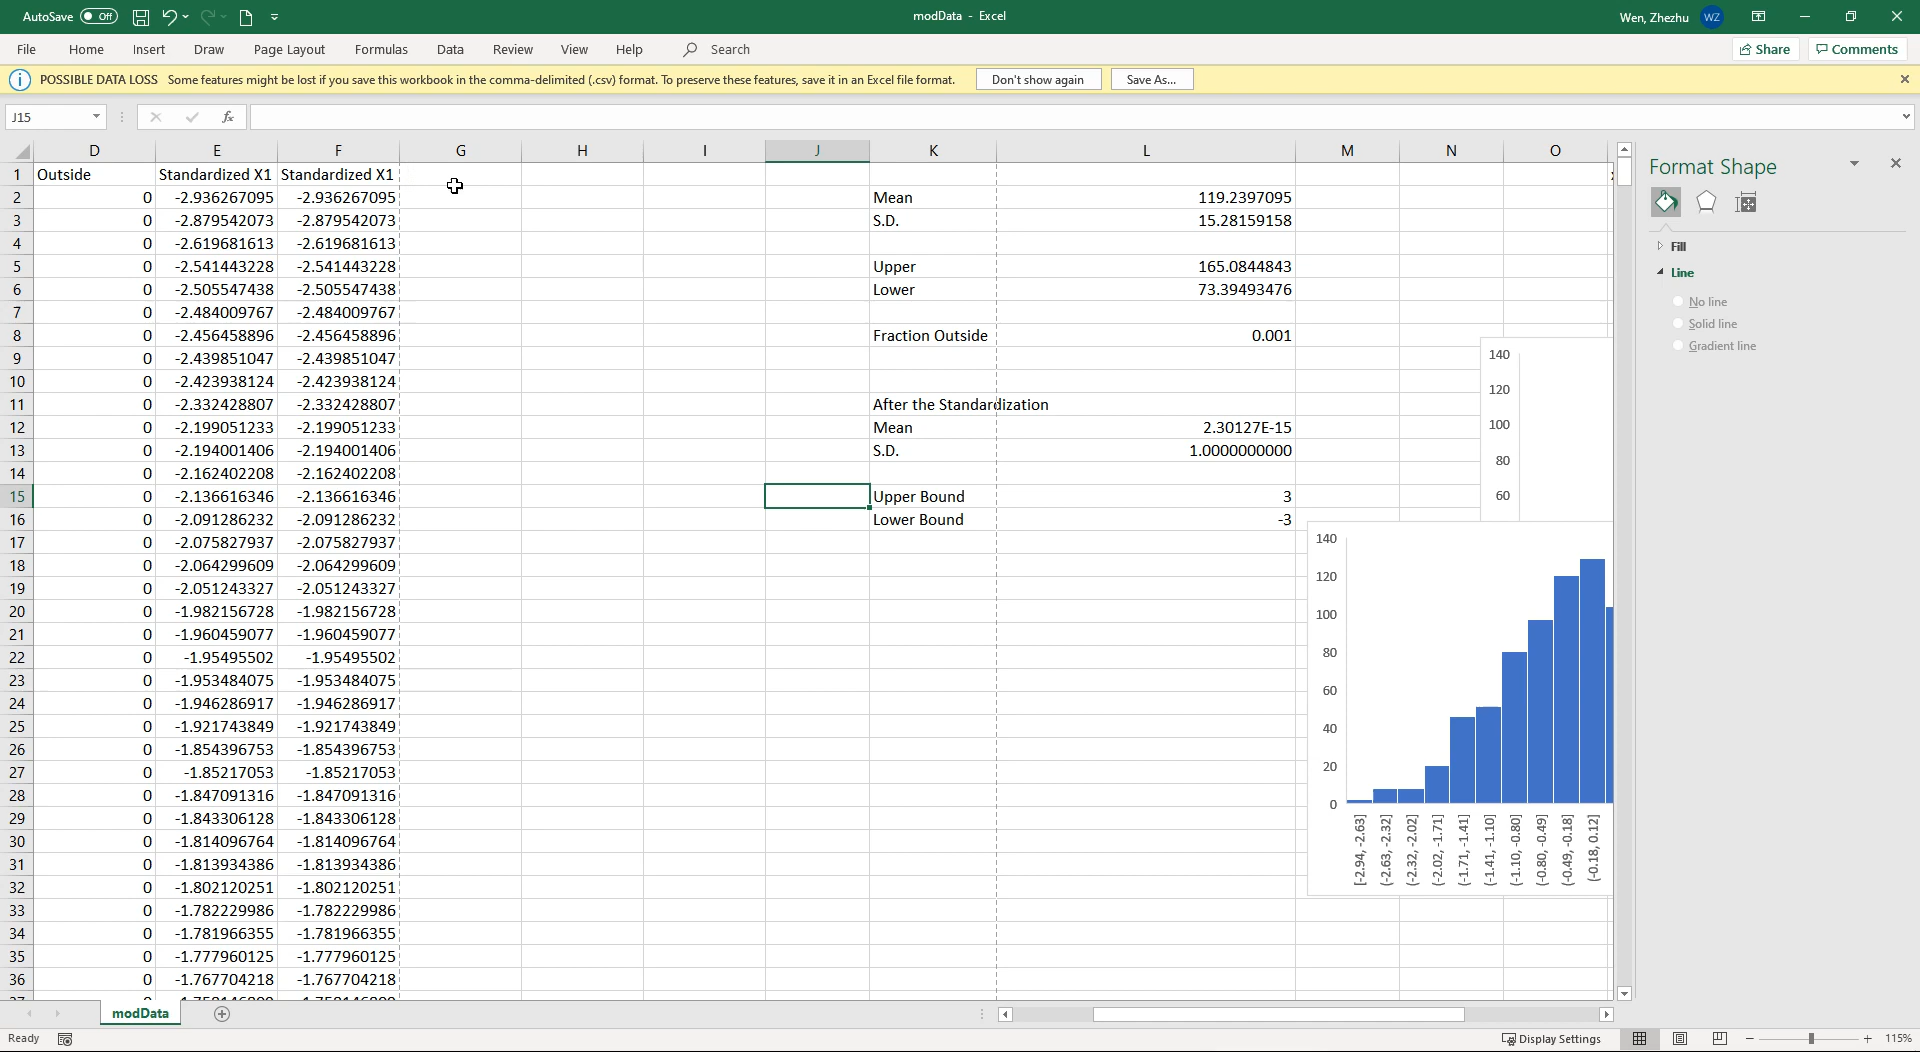 AutoSave Off modData - Excel Wen, Zhezhu WZ
File Home Insert Draw Page Layout Formulas Data Review View Help Search Share Comments
POSSIBLE DATA LOSS Some features might be lost if you save this workbook in the comma-delimited (.csv) format. To preserve these features, save it in an Excel file format. Don't show again Save As...
J15 fx
D E F G H I J K L M N O
1 Outside Standardized X1 Standardized X1
2 0 -2.936267095 -2.936267095 Mean 119.2397095
3 0 -2.879542073 -2.879542073 S.D. 15.28159158
4 0 -2.619681613 -2.619681613
5 0 -2.541443228 -2.541443228 Upper 165.0844843
6 0 -2.505547438 -2.505547438 Lower 73.39493476
7 0 -2.484009767 -2.484009767
8 0 -2.456458896 -2.456458896 Fraction Outside 0.001
9 0 -2.439851047 -2.439851047
10 0 -2.423938124 -2.423938124
11 0 -2.332428807 -2.332428807 After the Standardization
12 0 -2.199051233 -2.199051233 Mean 2.30127E-15
13 0 -2.194001406 -2.194001406 S.D. 1.0000000000
14 0 -2.162402208 -2.162402208
15 0 -2.136616346 -2.136616346 Upper Bound 3
16 0 -2.091286232 -2.091286232 Lower Bound -3
17 0 -2.075827937 -2.075827937
18 0 -2.064299609 -2.064299609
19 0 -2.051243327 -2.051243327
20 0 -1.982156728 -1.982156728
21 0 -1.960459077 -1.960459077
22 0 -1.95495502 -1.95495502
23 0 -1.953484075 -1.953484075
24 0 -1.946286917 -1.946286917
25 0 -1.921743849 -1.921743849
26 0 -1.854396753 -1.854396753
27 0 -1.85217053 -1.85217053
28 0 -1.847091316 -1.847091316
29 0 -1.843306128 -1.843306128
30 0 -1.814096764 -1.814096764
31 0 -1.813934386 -1.813934386
32 0 -1.802120251 -1.802120251
33 0 -1.782229986 -1.782229986
34 0 -1.781966355 -1.781966355
35 0 -1.777960125 -1.777960125
36 0 -1.767704218 -1.767704218
140
120
100
80
60
140
120
100
80
60
40
20
0
[-2.94, -2.63]
(-2.63, -2.32]
(-2.32, -2.02]
(-2.02, -1.71]
(-1.71, -1.41]
(-1.41, -1.10]
(-1.10, -0.80]
(-0.80, -0.49]
(-0.49, -0.18]
(-0.18, 0.12]
Format Shape
Fill
Line
No line
Solid line
Gradient line
modData
Ready Display Settings 115%